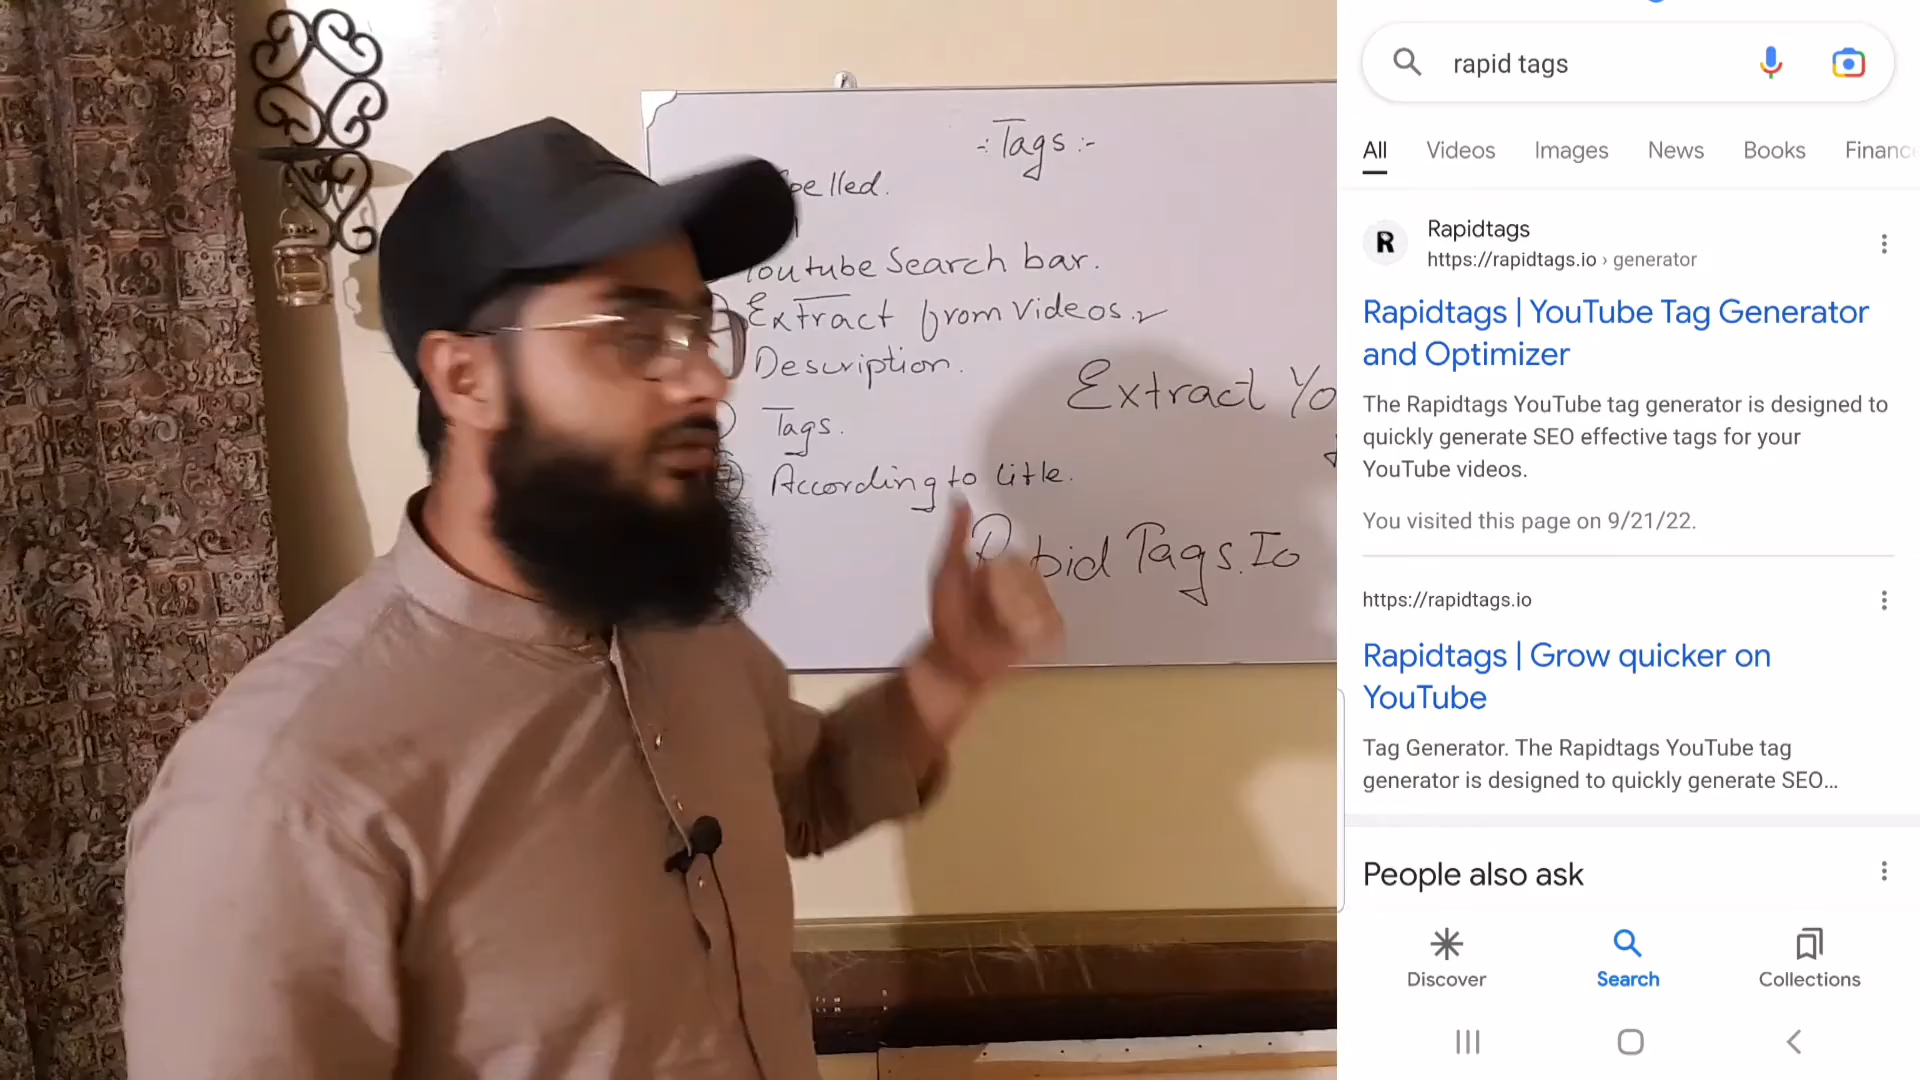 -: Tags :-
pelled.
Youtube Search bar.
Extract from Videos.
Description.
Extract Yo
Tags.
According to title.
Rapid Tags.Io
rapid tags
All Videos Images News Books Financ
R
Rapidtags
https://rapidtags.io › generator
Rapidtags | YouTube Tag Generator
and Optimizer
The Rapidtags YouTube tag generator is designed to
quickly generate SEO effective tags for your
YouTube videos.
You visited this page on 9/21/22.
https://rapidtags.io
Rapidtags | Grow quicker on
YouTube
Tag Generator. The Rapidtags YouTube tag
generator is designed to quickly generate SEO...
People also ask
Discover Search Collections